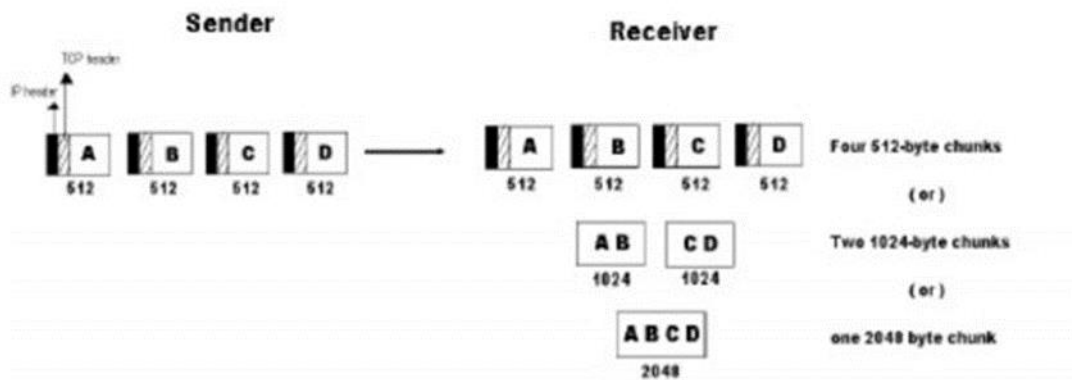 Sender
Receiver
TCP header
IP header
A B C D
512 512 512 512
A B C D
512 512 512 512
Four 512-byte chunks
( or )
A B C D
1024 1024
Two 1024-byte chunks
( or )
A B C D
2048
one 2048 byte chunk